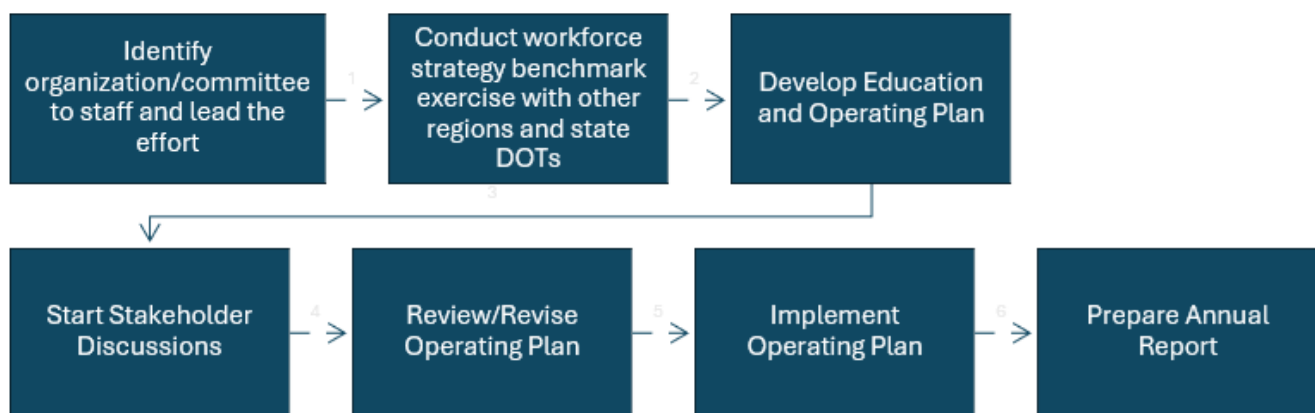 Identify
organization/committee
to staff and lead the
effort
1
Conduct workforce
strategy benchmark
exercise with other
regions and state
DOTs
2
Develop Education
and Operating Plan
3
Start Stakeholder
Discussions
4
Review/Revise
Operating Plan
5
Implement
Operating Plan
6
Prepare Annual
Report